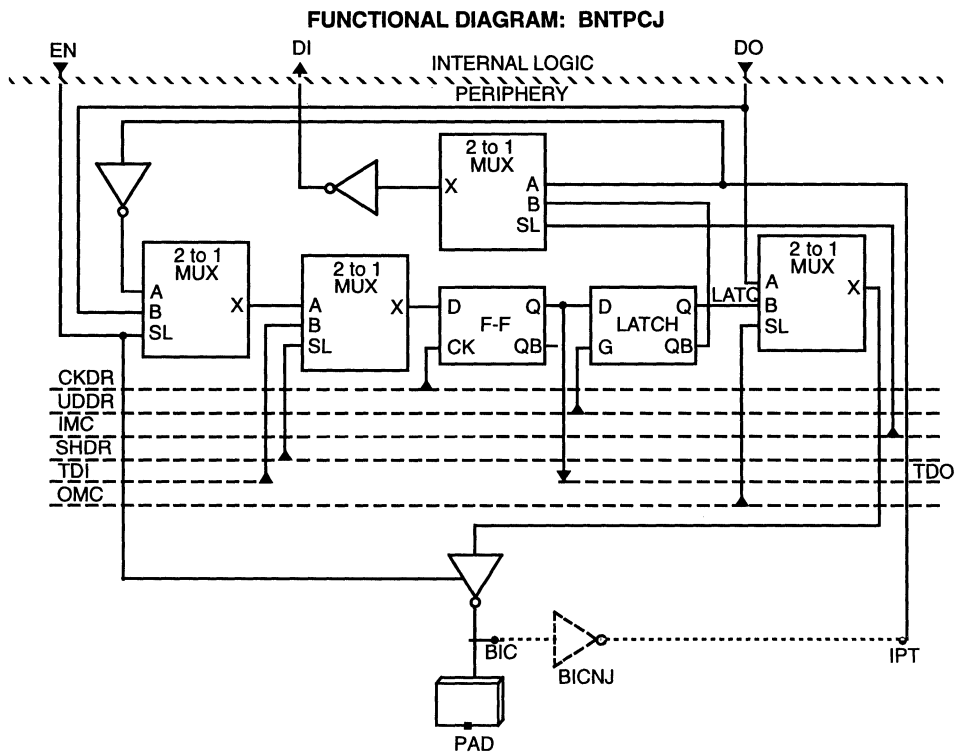 FUNCTIONAL DIAGRAM: BNTPCJ
EN
DI
DO
INTERNAL LOGIC
PERIPHERY
2 to 1
MUX
X
A
B
SL
2 to 1
MUX
A
B
SL
X
2 to 1
MUX
A
B
SL
X
D
Q
F-F
CK
QB
D
Q
LATCH
G
QB
LATQ
2 to 1
MUX
A
B
SL
X
CKDR
UDDR
IMC
SHDR
TDI
TDO
OMC
BIC
BICNJ
IPT
PAD